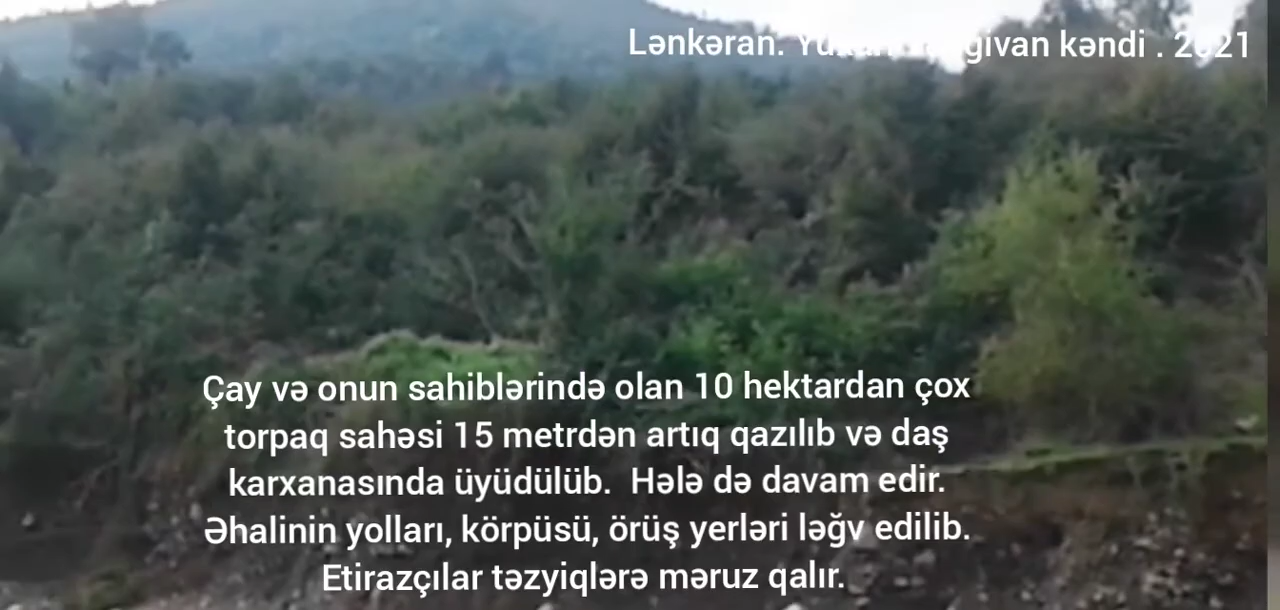 Lənkəran. kəndi . 2021
Çay və onun sahiblərində olan 10 hektardan çox
torpaq sahəsi 15 metrdən artıq qazılıb və daş
karxanasında üyüdülüb. Hələ də davam edir.
Əhalinin yolları, körpüsü, örüş yerləri ləğv edilib.
Etirazçılar təzyiqlərə məruz qalır.